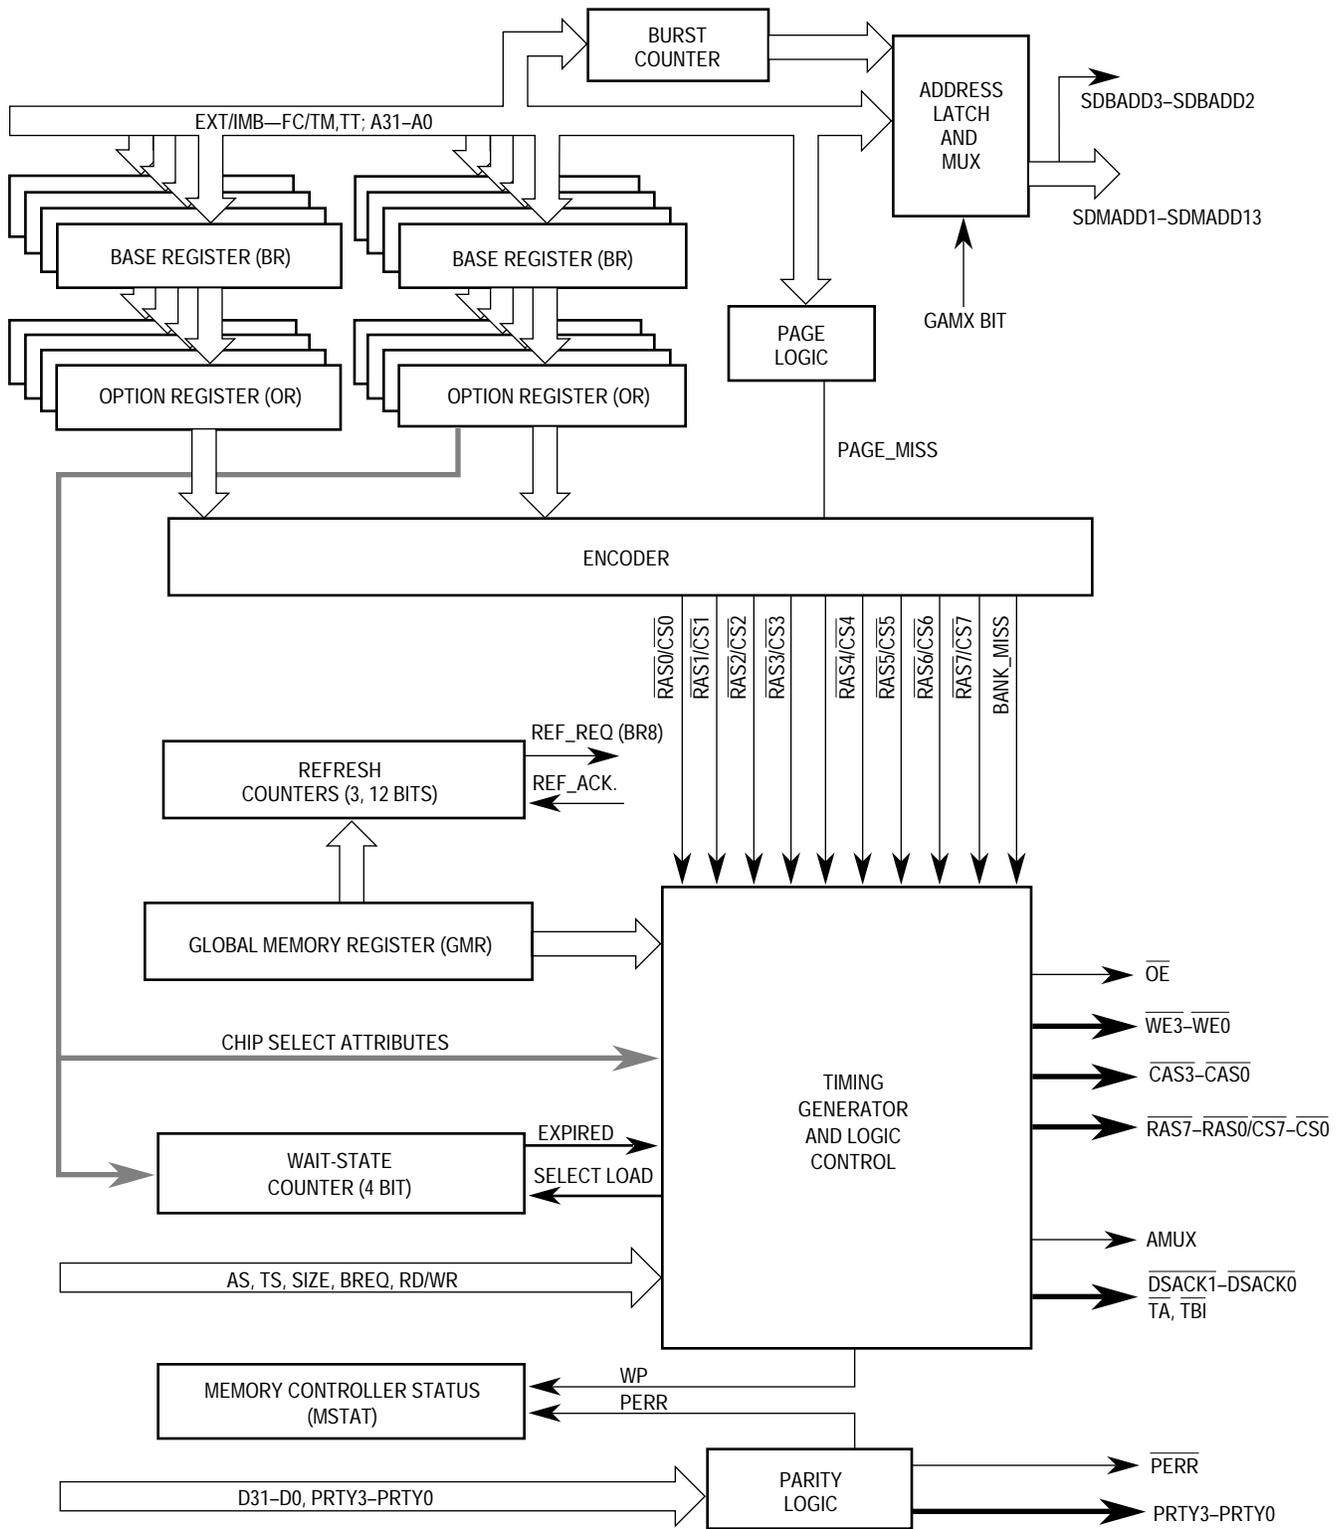 BURST
COUNTER
ADDRESS
LATCH
AND
MUX
SDBADD3–SDBADD2
EXT/IMB—FC/TM,TT; A31–A0
SDMADD1–SDMADD13
BASE REGISTER (BR)
BASE REGISTER (BR)
GAMX BIT
PAGE
LOGIC
OPTION REGISTER (OR)
OPTION REGISTER (OR)
PAGE_MISS
ENCODER
RAS0/CS0
RAS1/CS1
RAS2/CS2
RAS3/CS3
RAS4/CS4
RAS5/CS5
RAS6/CS6
RAS7/CS7
BANK_MISS
REF_REQ (BR8)
REFRESH
COUNTERS (3, 12 BITS)
REF_ACK.
GLOBAL MEMORY REGISTER (GMR)
OE
WE3–WE0
CHIP SELECT ATTRIBUTES
CAS3–CAS0
TIMING
GENERATOR
AND LOGIC
CONTROL
RAS7–RAS0/CS7–CS0
EXPIRED
WAIT-STATE
COUNTER (4 BIT)
SELECT LOAD
AMUX
AS, TS, SIZE, BREQ, RD/WR
DSACK1–DSACK0
TA, TBI
WP
MEMORY CONTROLLER STATUS
(MSTAT)
PERR
PERR
PARITY
LOGIC
D31–D0, PRTY3–PRTY0
PRTY3–PRTY0